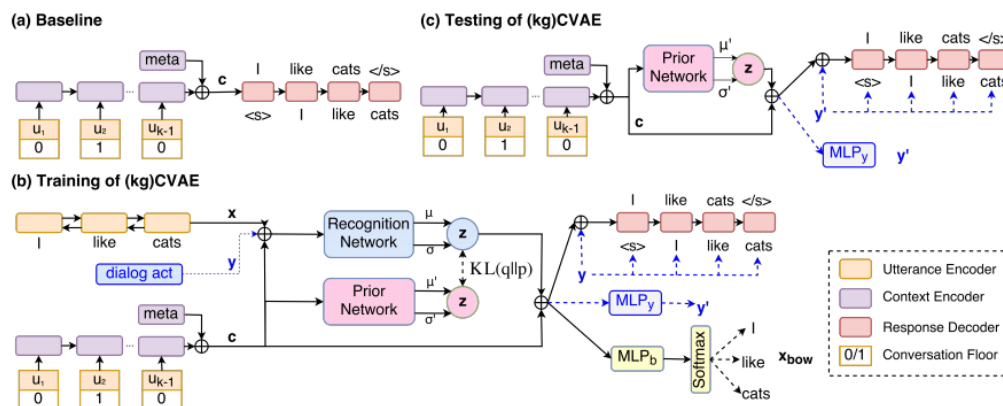 (a) Baseline
meta
c
I like cats </s>
<s> I like cats
...
u1 u2 uk-1
0 1 0
(c) Testing of (kg)CVAE
meta
Prior Network
μ'
σ'
z
c
I like cats </s>
<s> I like cats
y'
MLPy
y'
...
u1 u2 uk-1
0 1 0
(b) Training of (kg)CVAE
I like cats
x
dialog act
y
meta
c
...
u1 u2 uk-1
0 1 0
Recognition
Network
μ
σ
z
KL(q||p)
Prior
Network
μ'
σ'
z
I like cats </s>
<s> I like cats
y
MLPy
y'
MLPb
Softmax
I
like
cats
xbow
Utterance Encoder
Context Encoder
Response Decoder
0/1 Conversation Floor